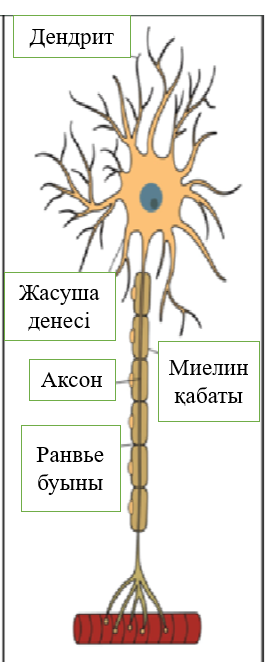 Дендрит
Жасуша
денесі
Миелин
қабаты
Аксон
Ранвье
буыны